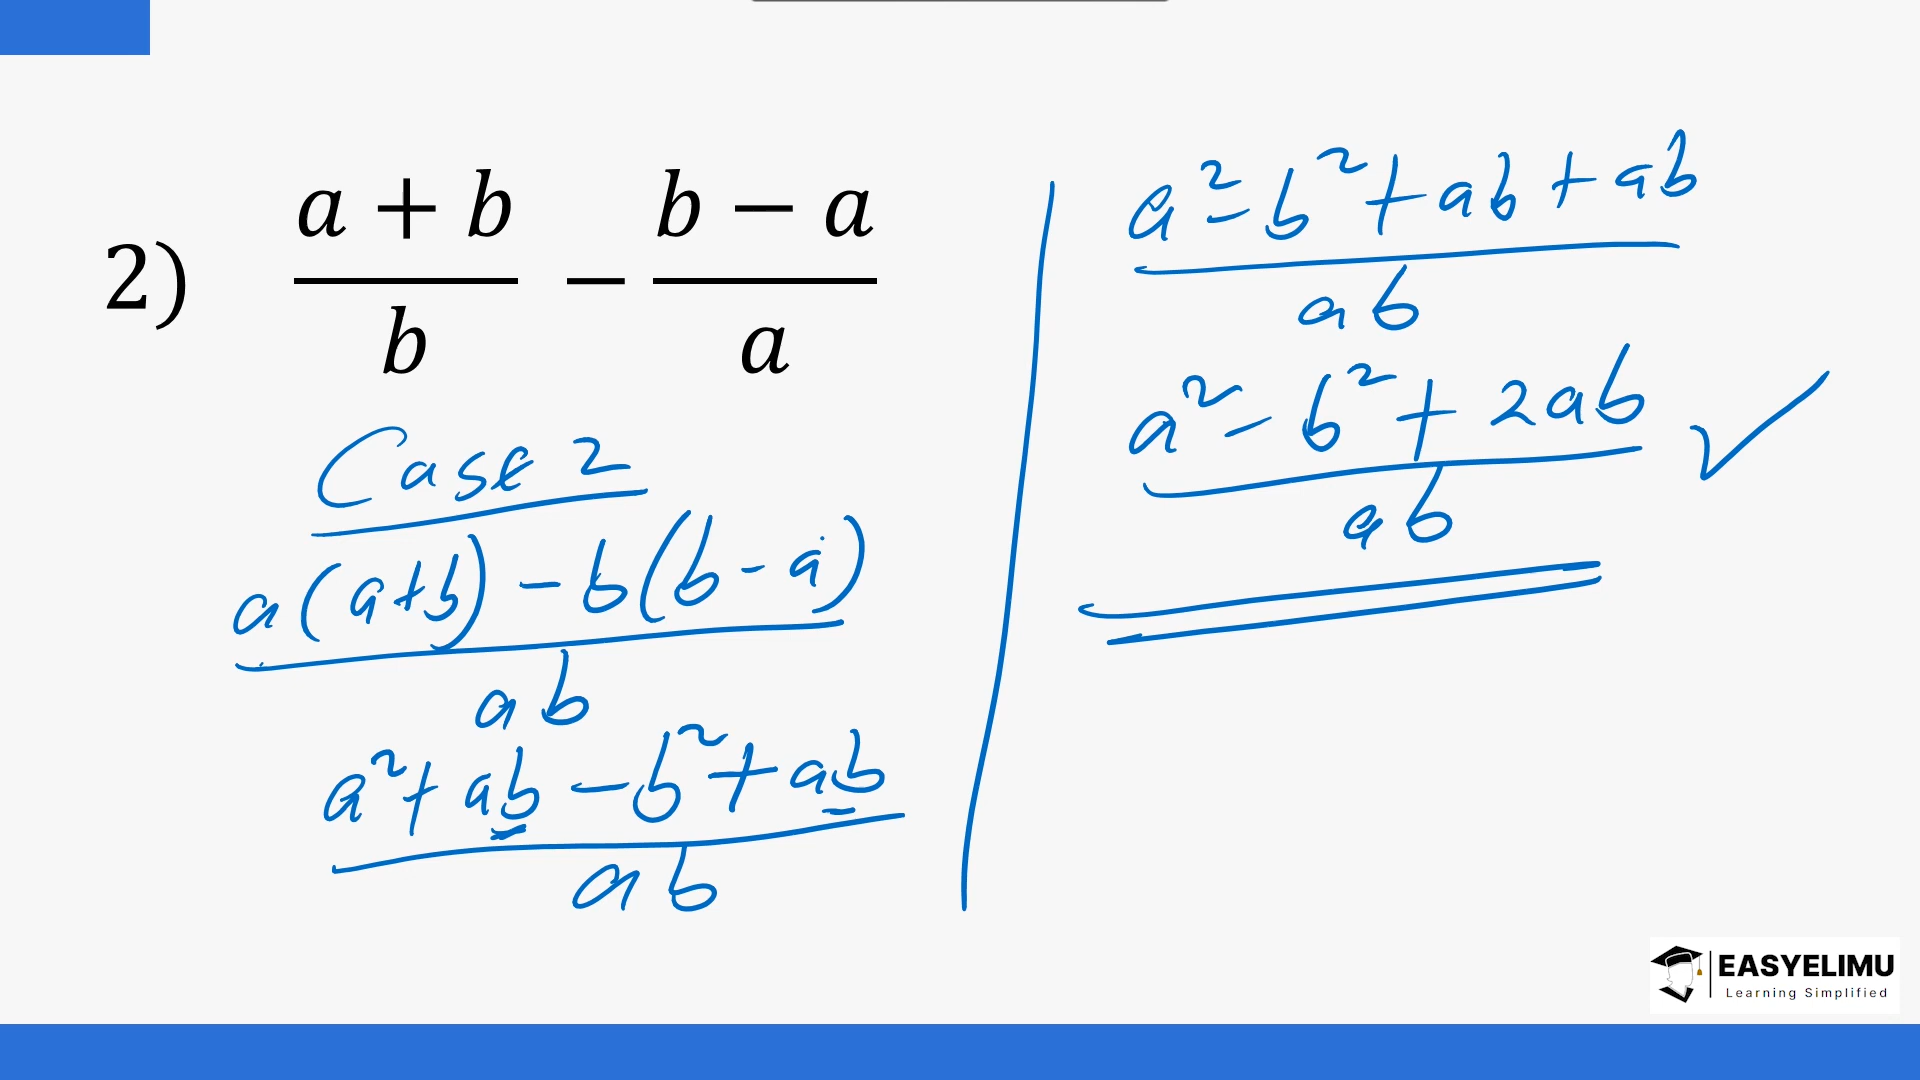 2) (a + b)/b − (b − a)/a
Case 2
a(a+b) − b(b−a)
ab
a²+ ab − b²+ ab
ab
a²− b²+ ab + ab
ab
a²− b²+ 2ab ✓
ab
EASYELIMU
Learning Simplified